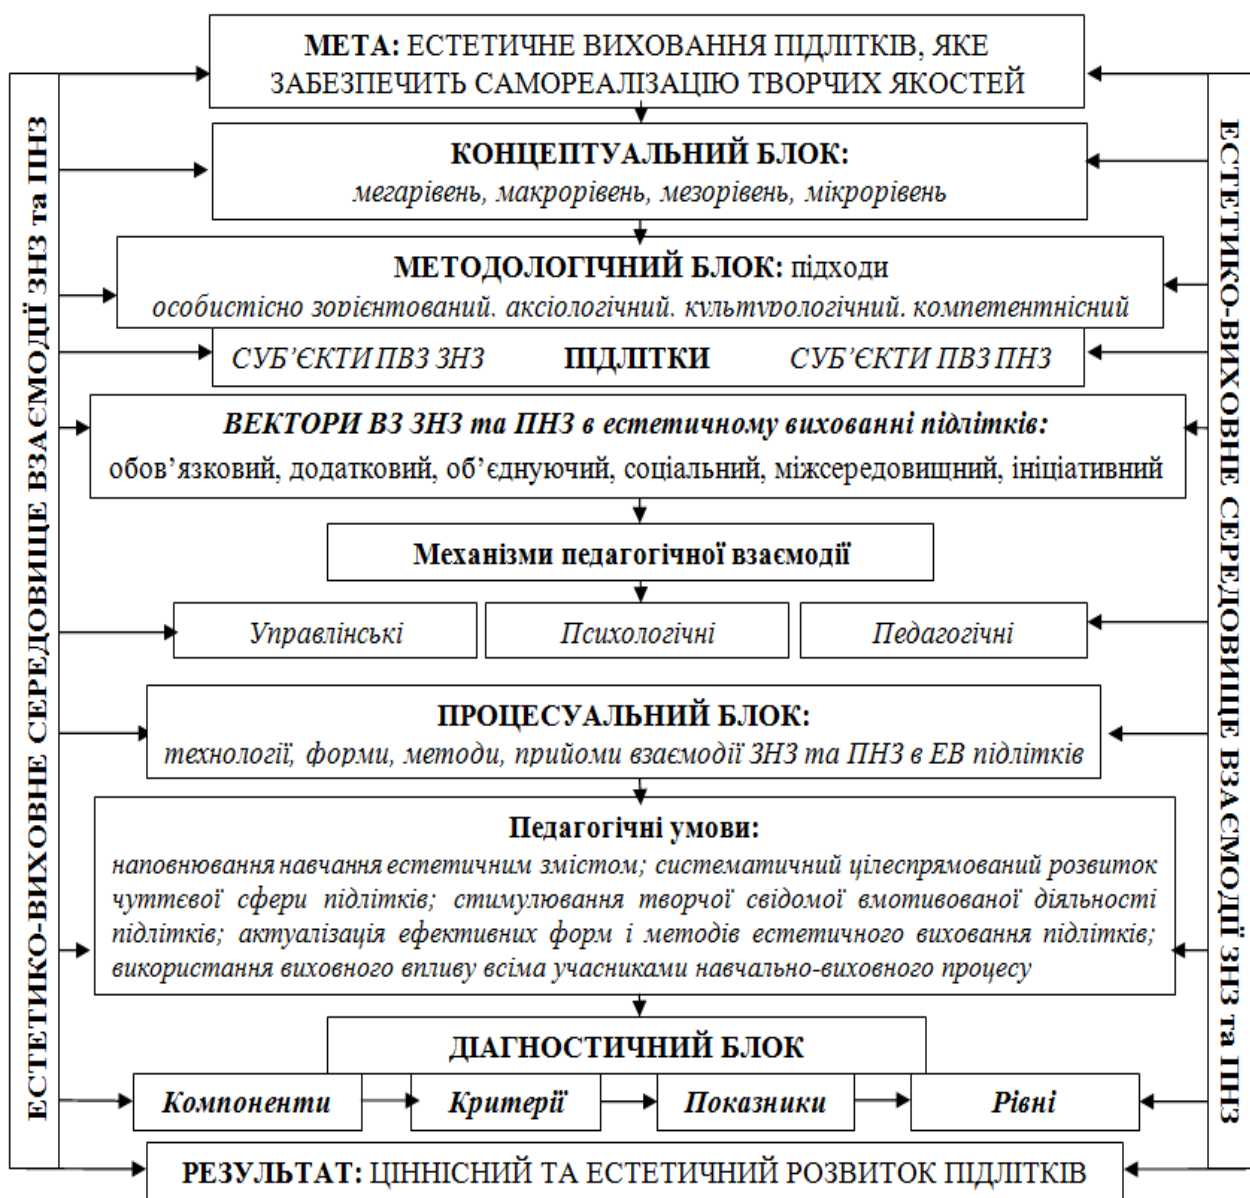 МЕТА: ЕСТЕТИЧНЕ ВИХОВАННЯ ПІДЛІТКІВ, ЯКЕ
ЗАБЕЗПЕЧИТЬ САМОРЕАЛІЗАЦІЮ ТВОРЧИХ ЯКОСТЕЙ
ЕСТЕТИКО-ВИХОВНЕ СЕРЕДОВИЩЕ ВЗАЄМОДІЇ ЗНЗ та ПНЗ
ЕСТЕТИКО-ВИХОВНЕ СЕРЕДОВИЩЕ ВЗАЄМОДІЇ ЗНЗ та ПНЗ
КОНЦЕПТУАЛЬНИЙ БЛОК:
мегарівень, макрорівень, мезорівень, мікрорівень
МЕТОДОЛОГІЧНИЙ БЛОК: підходи
особистісно зорієнтований, аксіологічний, культурологічний, компетентнісний
СУБ’ЄКТИ ПВЗ ЗНЗ ПІДЛІТКИ СУБ’ЄКТИ ПВЗ ПНЗ
ВЕКТОРИ ВЗ ЗНЗ та ПНЗ в естетичному вихованні підлітків:
обов’язковий, додатковий, об’єднуючий, соціальний, міжсередовищний, ініціативний
Механізми педагогічної взаємодії
Управлінські Психологічні Педагогічні
ПРОЦЕСУАЛЬНИЙ БЛОК:
технології, форми, методи, прийоми взаємодії ЗНЗ та ПНЗ в ЕВ підлітків
Педагогічні умови:
наповнювання навчання естетичним змістом; систематичний цілеспрямований розвиток
чуттєвої сфери підлітків; стимулювання творчої свідомої вмотивованої діяльності
підлітків; актуалізація ефективних форм і методів естетичного виховання підлітків;
використання виховного впливу всіма учасниками навчально-виховного процесу
ДІАГНОСТИЧНИЙ БЛОК
Компоненти Критерії Показники Рівні
РЕЗУЛЬТАТ: ЦІННІСНИЙ ТА ЕСТЕТИЧНИЙ РОЗВИТОК ПІДЛІТКІВ